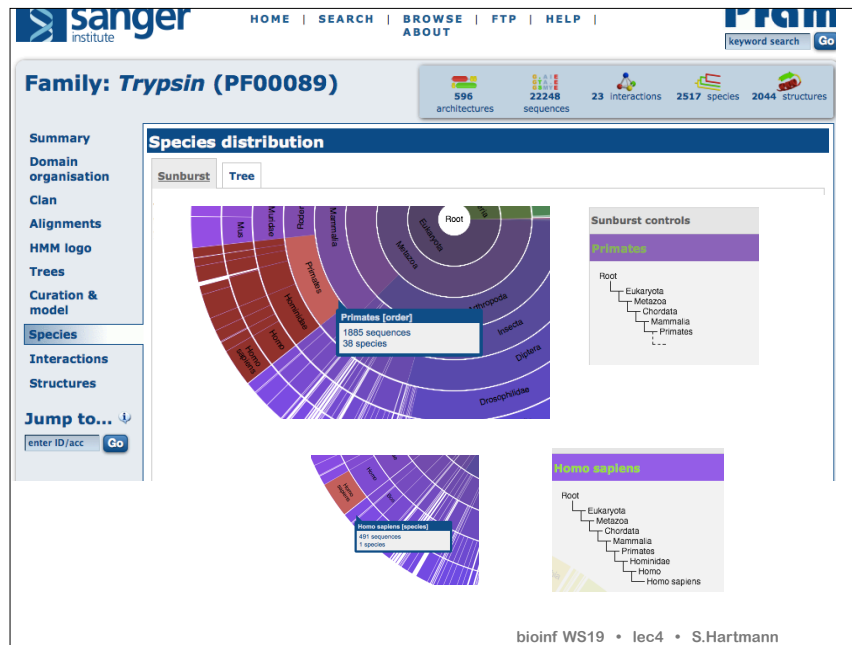 sanger
institute
HOME | SEARCH | BROWSE | FTP | HELP |
ABOUT
Pfam
keyword search Go
Family: Trypsin (PF00089)
596
architectures
22248
sequences
23 interactions
2517 species
2044 structures
Summary
Domain
organisation
Clan
Alignments
HMM logo
Trees
Curation &
model
Species
Interactions
Structures
Jump to...
enter ID/acc Go
Species distribution
Sunburst Tree
Root
Eukaryota
Metazoa
Mammalia
Roden
Muridae
Mus
Primates
Hominidae
Homo
Homo
sapiens
Arthropoda
Insecta
Diptera
Drosophilidae
Primates [order]
1885 sequences
38 species
Sunburst controls
Primates
Root
Eukaryota
Metazoa
Chordata
Mammalia
Primates
Homo
sapiens
Homo
Homo sapiens [species]
491 sequences
1 species
Homo sapiens
Root
Eukaryota
Metazoa
Chordata
Mammalia
Primates
Hominidae
Homo
Homo sapiens
bioinf WS19 • lec4 • S.Hartmann